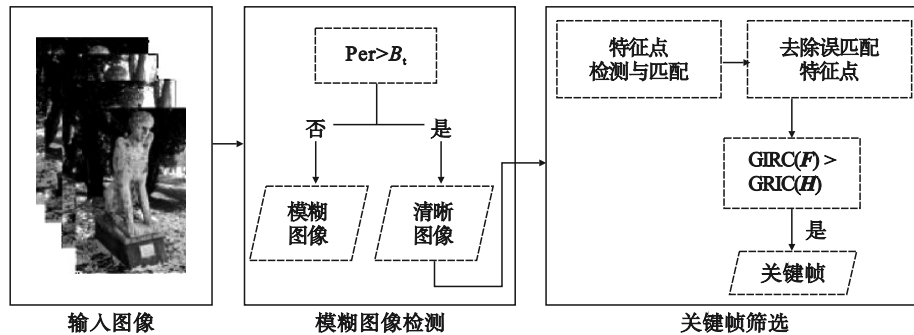 Per>Bt
否
是
模糊
图像
清晰
图像
特征点
检测与匹配
去除误匹配
特征点
GIRC(F) >
GRIC(H)
是
关键帧
输入图像
模糊图像检测
关键帧筛选